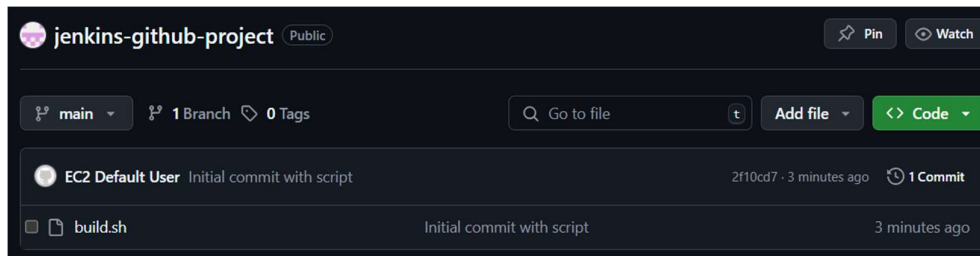 jenkins-github-project Public Pin Watch
main 1 Branch 0 Tags Go to file t Add file Code
EC2 Default User Initial commit with script 2f10cd7 · 3 minutes ago 1 Commit
build.sh Initial commit with script 3 minutes ago